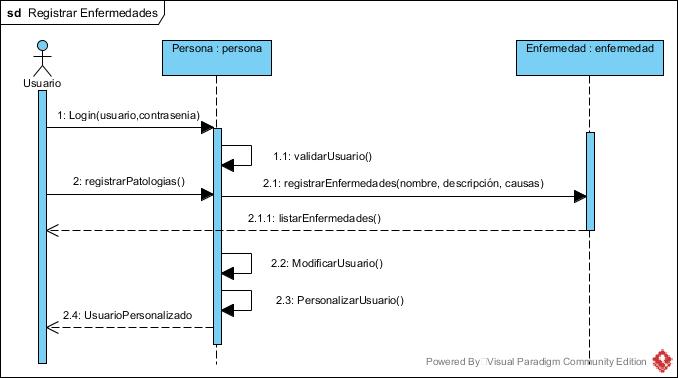 sd Registrar Enfermedades
Persona : persona
Enfermedad : enfermedad
Usuario
1: Login(usuario,contrasenia)
1.1: validarUsuario()
2: registrarPatologias()
2.1: registrarEnfermedades(nombre, descripción, causas)
2.1.1: listarEnfermedades()
2.2: ModificarUsuario()
2.3: PersonalizarUsuario()
2.4: UsuarioPersonalizado
Powered By Visual Paradigm Community Edition